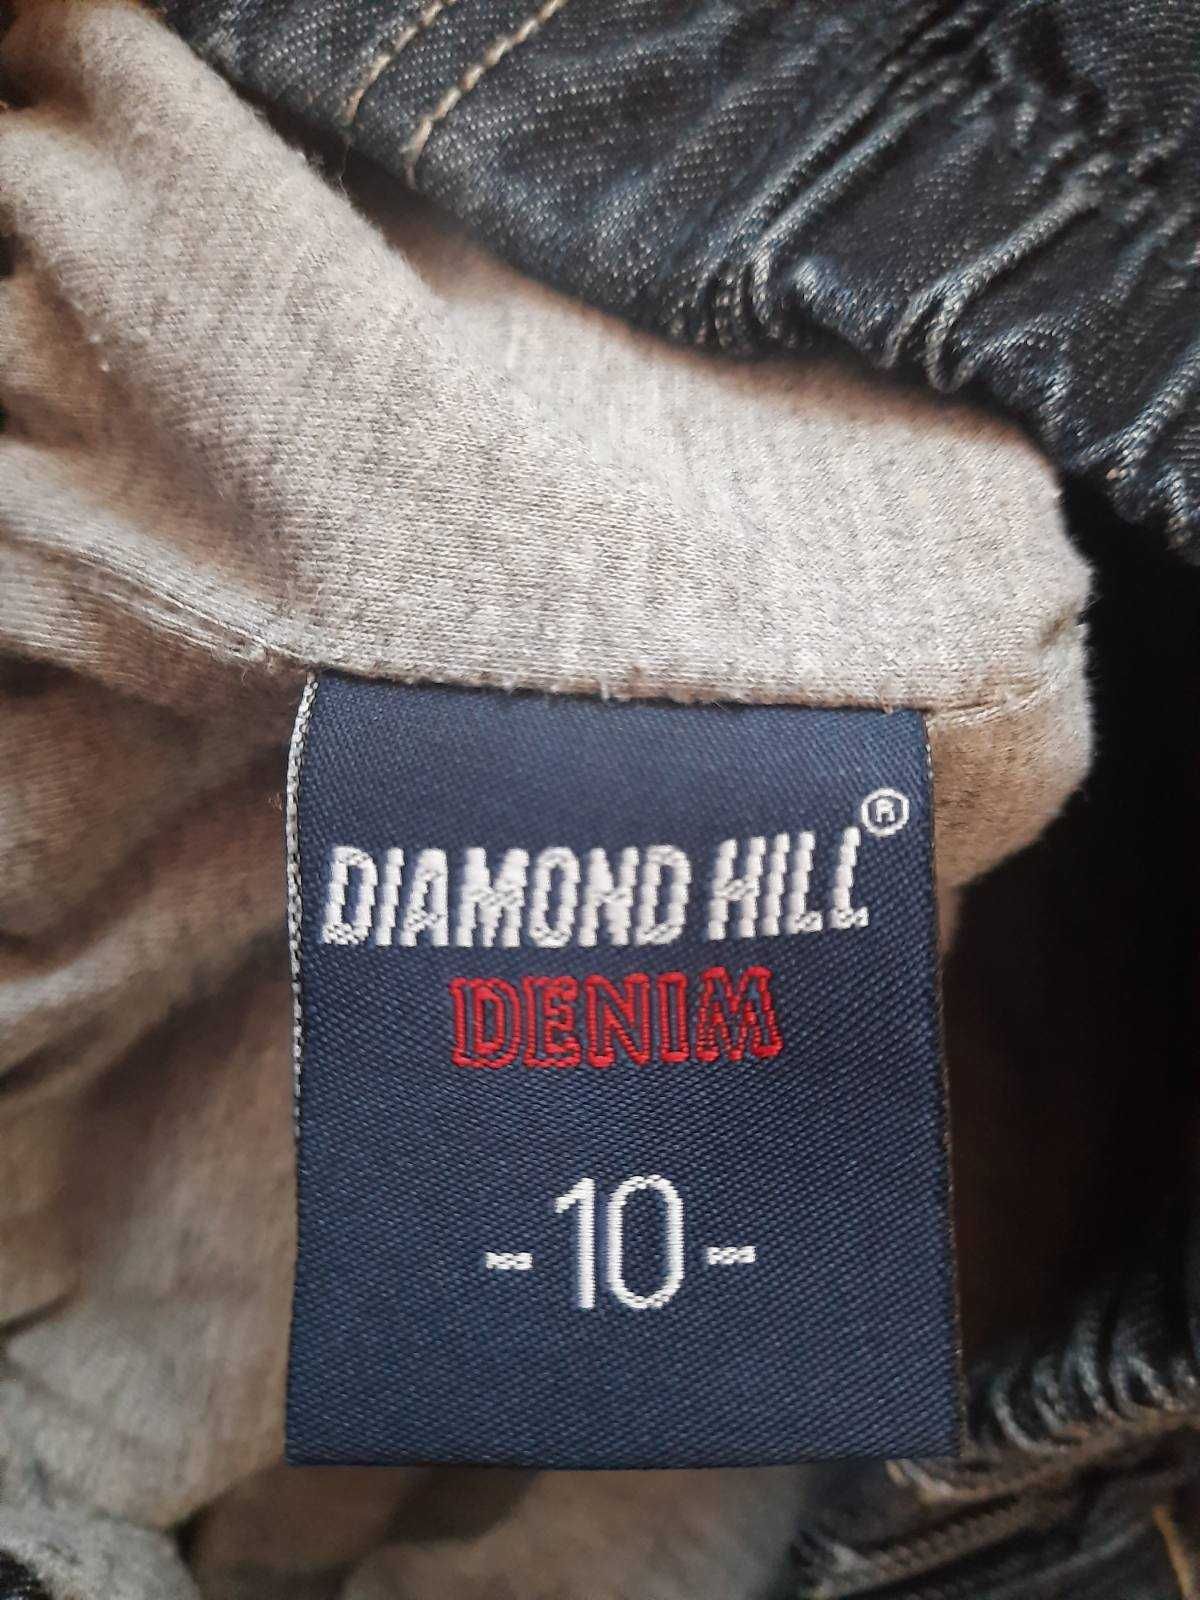 DIAMOND HILL®
DENIM
-10-